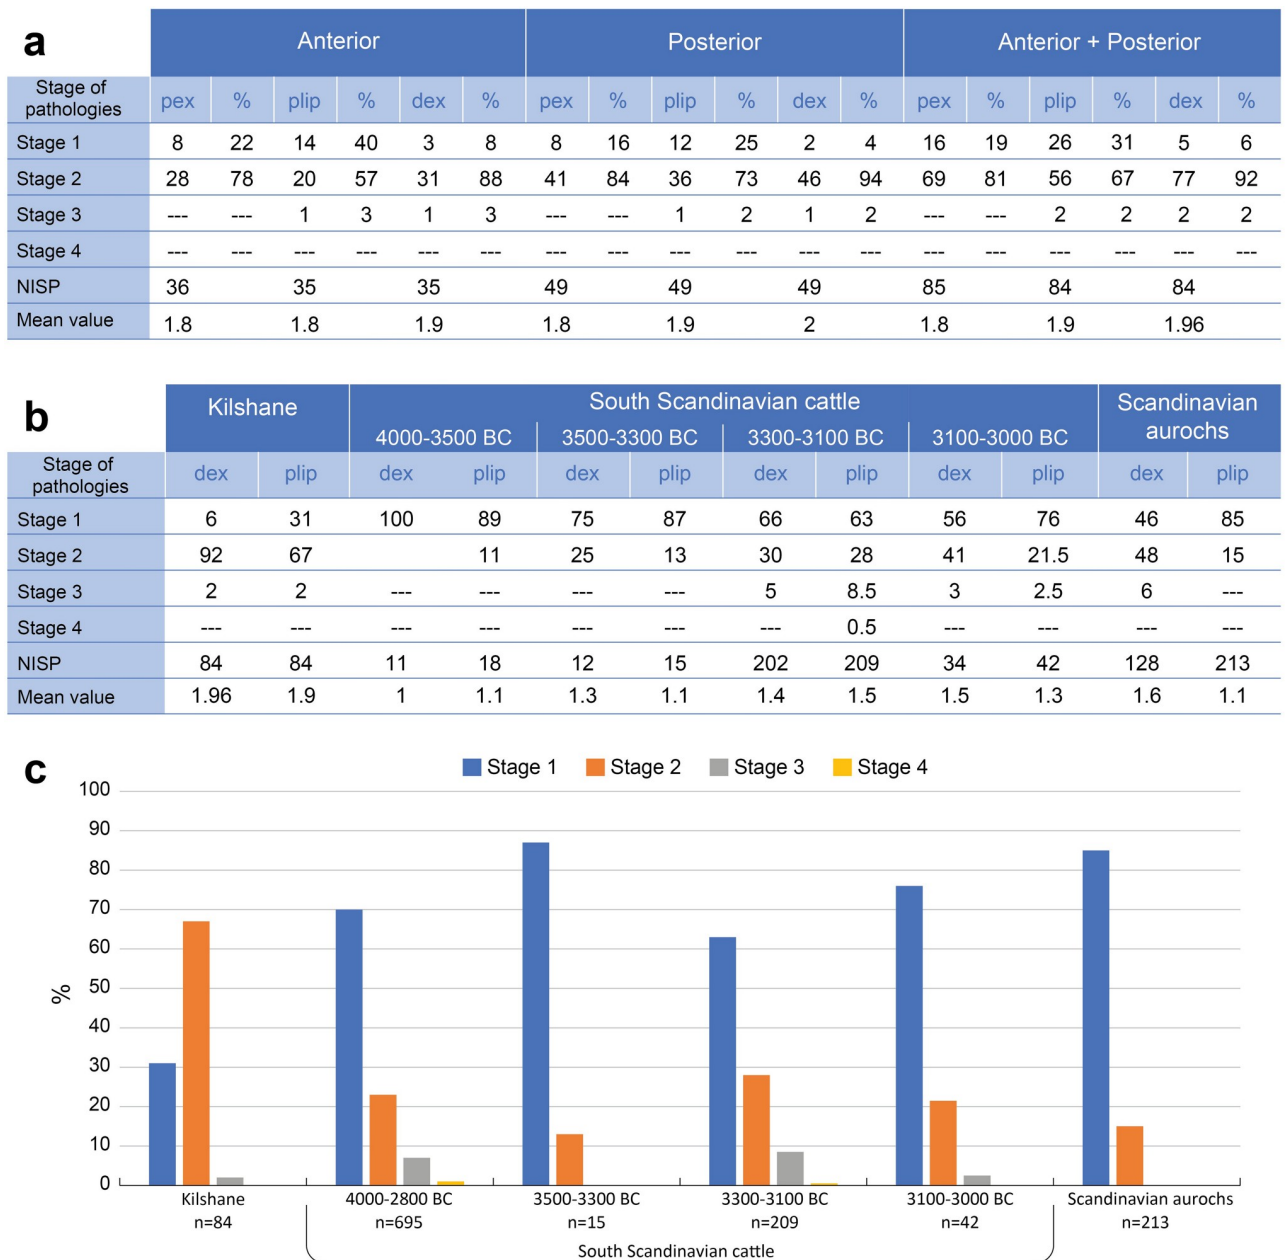 a
Anterior Posterior Anterior + Posterior
Stage of pathologies pex % plip % dex % pex % plip % dex % pex % plip % dex %
Stage 1 8 22 14 40 3 8 8 16 12 25 2 4 16 19 26 31 5 6
Stage 2 28 78 20 57 31 88 41 84 36 73 46 94 69 81 56 67 77 92
Stage 3 --- --- 1 3 1 3 --- --- 1 2 1 2 --- --- 2 2 2 2
Stage 4 --- --- --- --- --- --- --- --- --- --- --- --- --- --- --- --- --- ---
NISP 36 35 35 49 49 49 85 84 84
Mean value 1.8 1.8 1.9 1.8 1.9 2 1.8 1.9 1.96
b
Kilshane South Scandinavian cattle Scandinavian aurochs
4000-3500 BC 3500-3300 BC 3300-3100 BC 3100-3000 BC
Stage of pathologies dex plip dex plip dex plip dex plip dex plip dex plip
Stage 1 6 31 100 89 75 87 66 63 56 76 46 85
Stage 2 92 67 11 25 13 30 28 41 21.5 48 15
Stage 3 2 2 --- --- --- --- 5 8.5 3 2.5 6 ---
Stage 4 --- --- --- --- --- --- --- 0.5 --- --- --- ---
NISP 84 84 11 18 12 15 202 209 34 42 128 213
Mean value 1.96 1.9 1 1.1 1.3 1.1 1.4 1.5 1.5 1.3 1.6 1.1
c
Stage 1 Stage 2 Stage 3 Stage 4
100
90
80
70
60
50
40
30
20
10
0
%
Kilshane 4000-2800 BC 3500-3300 BC 3300-3100 BC 3100-3000 BC Scandinavian aurochs
n=84 n=695 n=15 n=209 n=42 n=213
South Scandinavian cattle